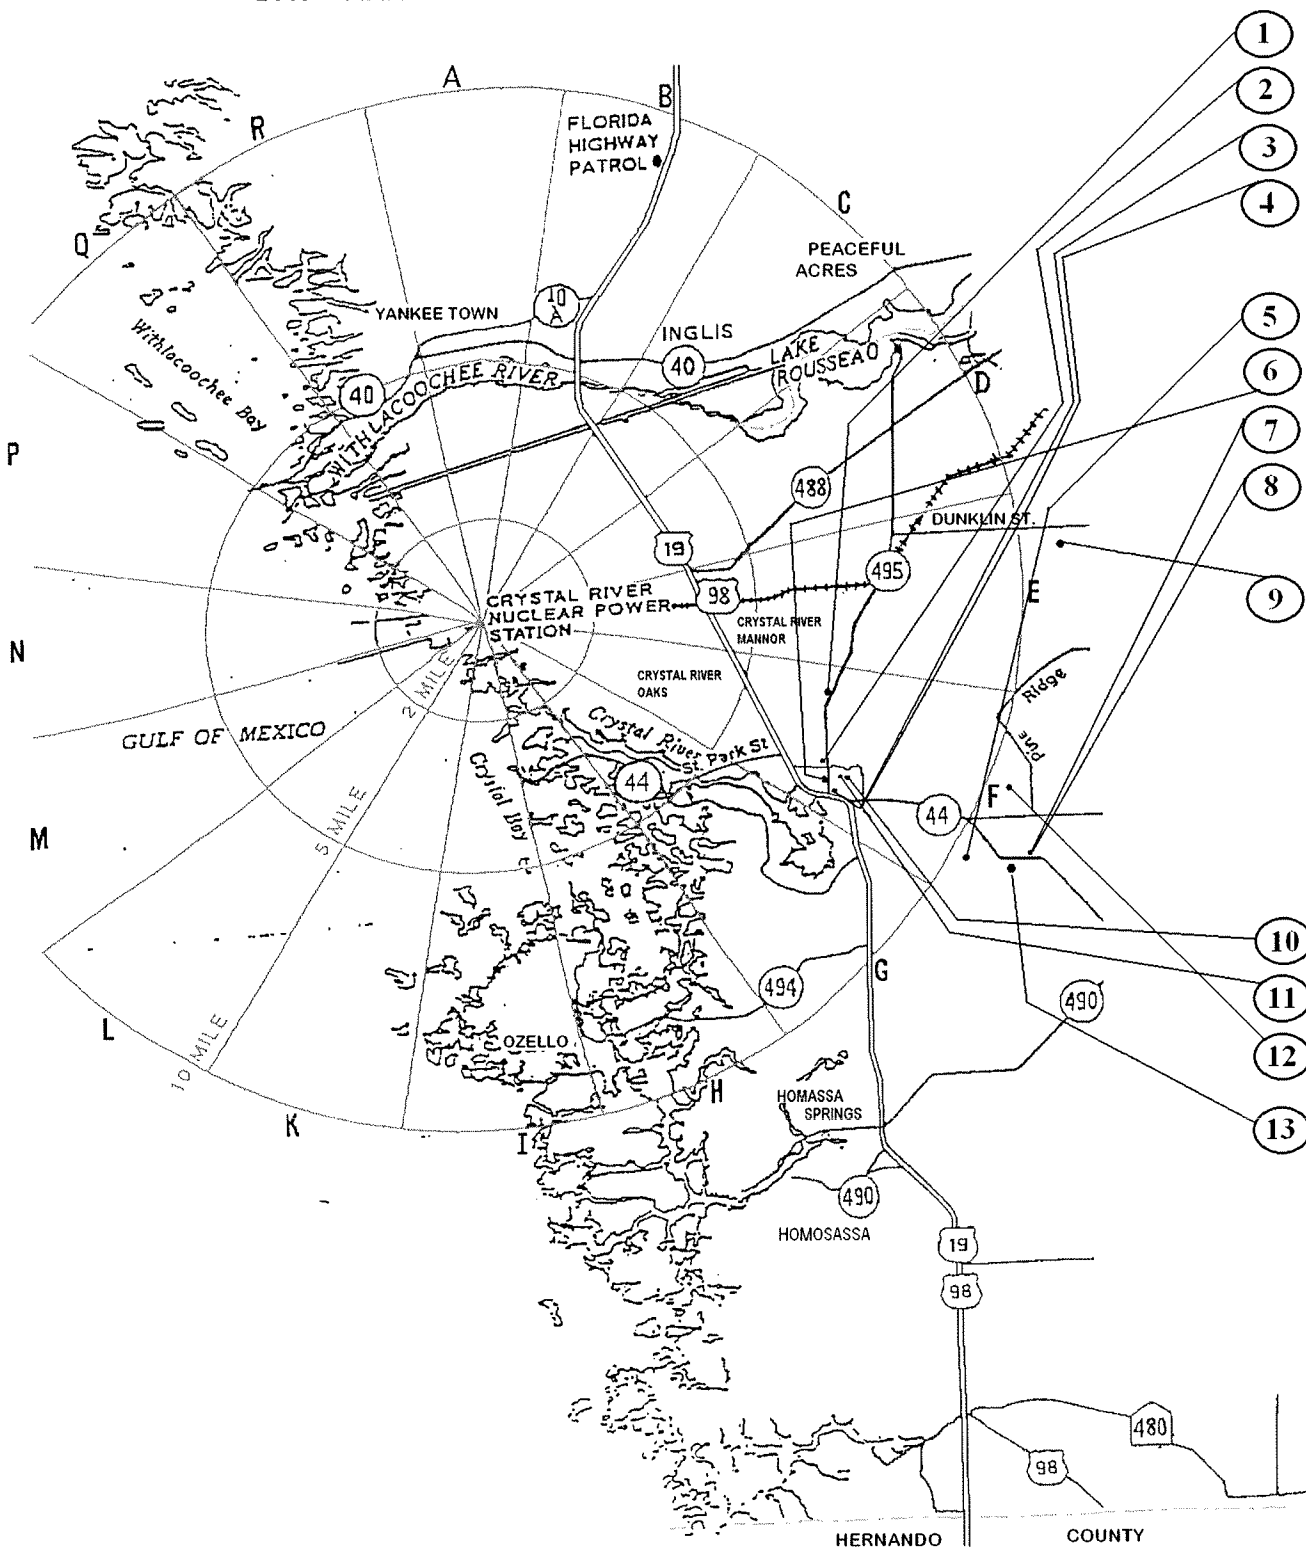 1
2
3
4
5
6
7
8
9
10
11
12
13
A
B
R
C
Q
P
N
M
L
K
I
H
G
F
E
D
FLORIDA
HIGHWAY
PATROL
PEACEFUL
ACRES
YANKEE TOWN
10
A
INGLIS
40
40
LAKE
ROUSSEAU
WITHLACOOCHEE RIVER
Withlacoochee Bay
488
DUNKLIN ST.
19
98
495
CRYSTAL RIVER
NUCLEAR POWER
STATION
CRYSTAL RIVER
MANNOR
CRYSTAL RIVER
OAKS
2 MILE
5 MILE
10 MILE
GULF OF MEXICO
Crystal River
St. Park St
Crystal Bay
44
44
Ridge
Pine
494
490
OZELLO
HOMASSA
SPRINGS
490
HOMOSASSA
19
98
480
98
HERNANDO COUNTY